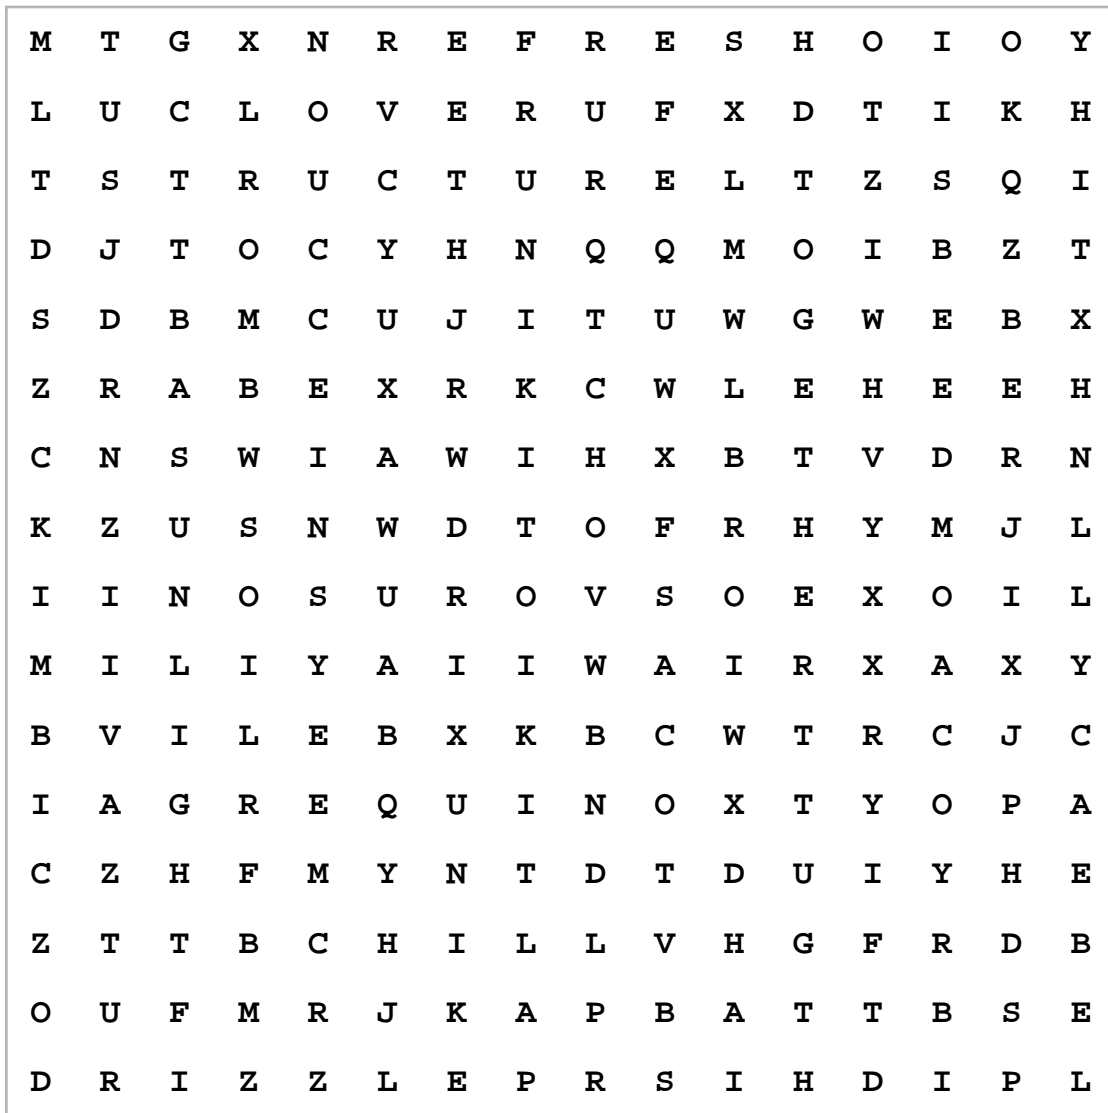 M T G X N R E F R E S H O I O Y
L U C L O V E R U F X D T I K H
T S T R U C T U R E L T Z S Q I
D J T O C Y H N Q Q M O I B Z T
S D B M C U J I T U W G W E B X
Z R A B E X R K C W L E H E E H
C N S W I A W I H X B T V D R N
K Z U S N W D T O F R H Y M J L
I I N O S U R O V S O E X O I L
M I L I Y A I I W A I R X A X Y
B V I L E B X K B C W T R C J C
I A G R E Q U I N O X T Y O P A
C Z H F M Y N T D T D U I Y H E
Z T T B C H I L L V H G F R D B
O U F M R J K A P B A T T B S E
D R I Z Z L E P R S I H D I P L